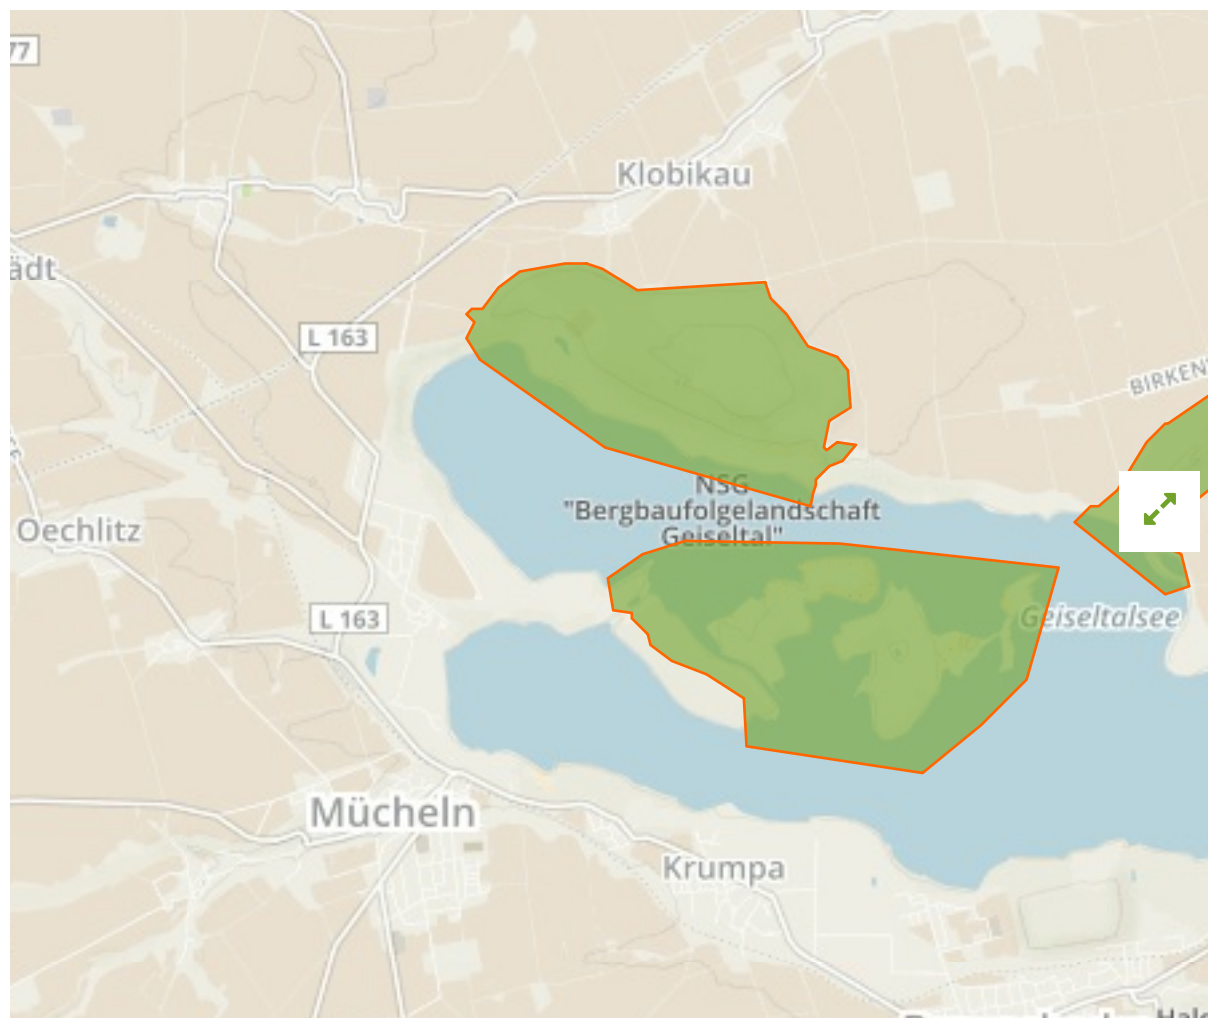 77
Klobikau
ädt
L 163
BIRKEN
NSG
"Bergbaufolgelandschaft
Geiseltal"
Oechlitz
L 163
Geiseltalsee
Mücheln
Krumpa